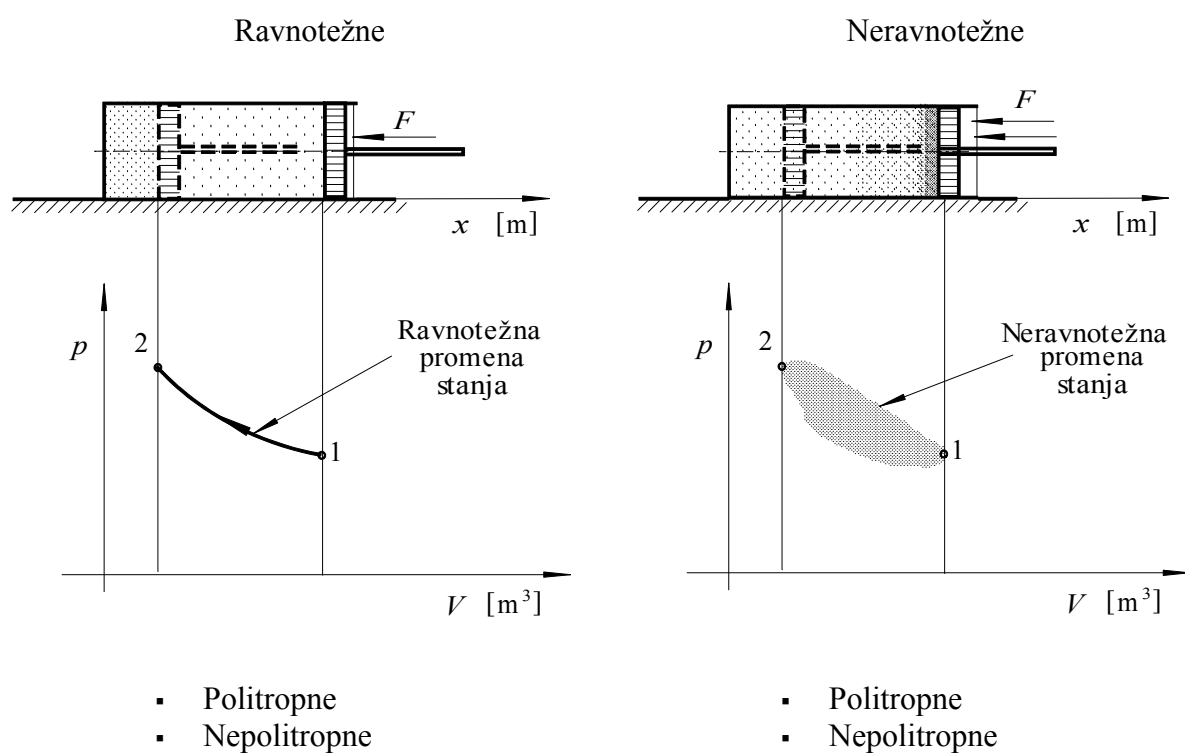 Ravnotežne
F
x [m]
p
2
Ravnotežna
promena
stanja
1
V [m³]
▪ Politropne
▪ Nepolitropne
Neravnotežne
F
x [m]
p
2
Neravnotežna
promena
stanja
1
V [m³]
▪ Politropne
▪ Nepolitropne